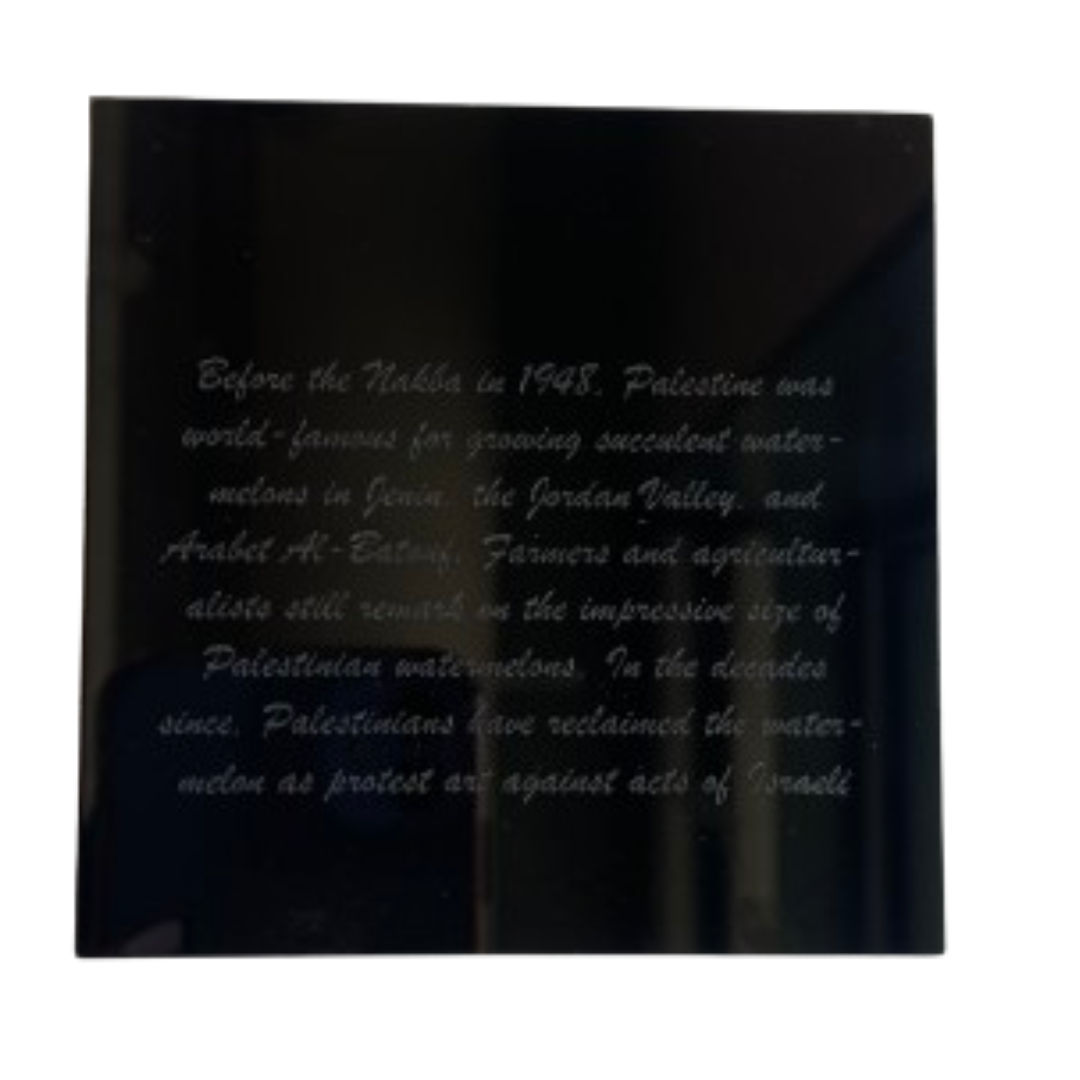 Before the Nakba in 1948, Palestine was
world-famous for growing succulent water-
melons in Jenin, the Jordan Valley, and
Arabet Al-Batouf. Farmers and agricultur-
alists still remark on the impressive size of
Palestinian watermelons. In the decades
since, Palestinians have reclaimed the water-
melon as protest art against acts of Israeli